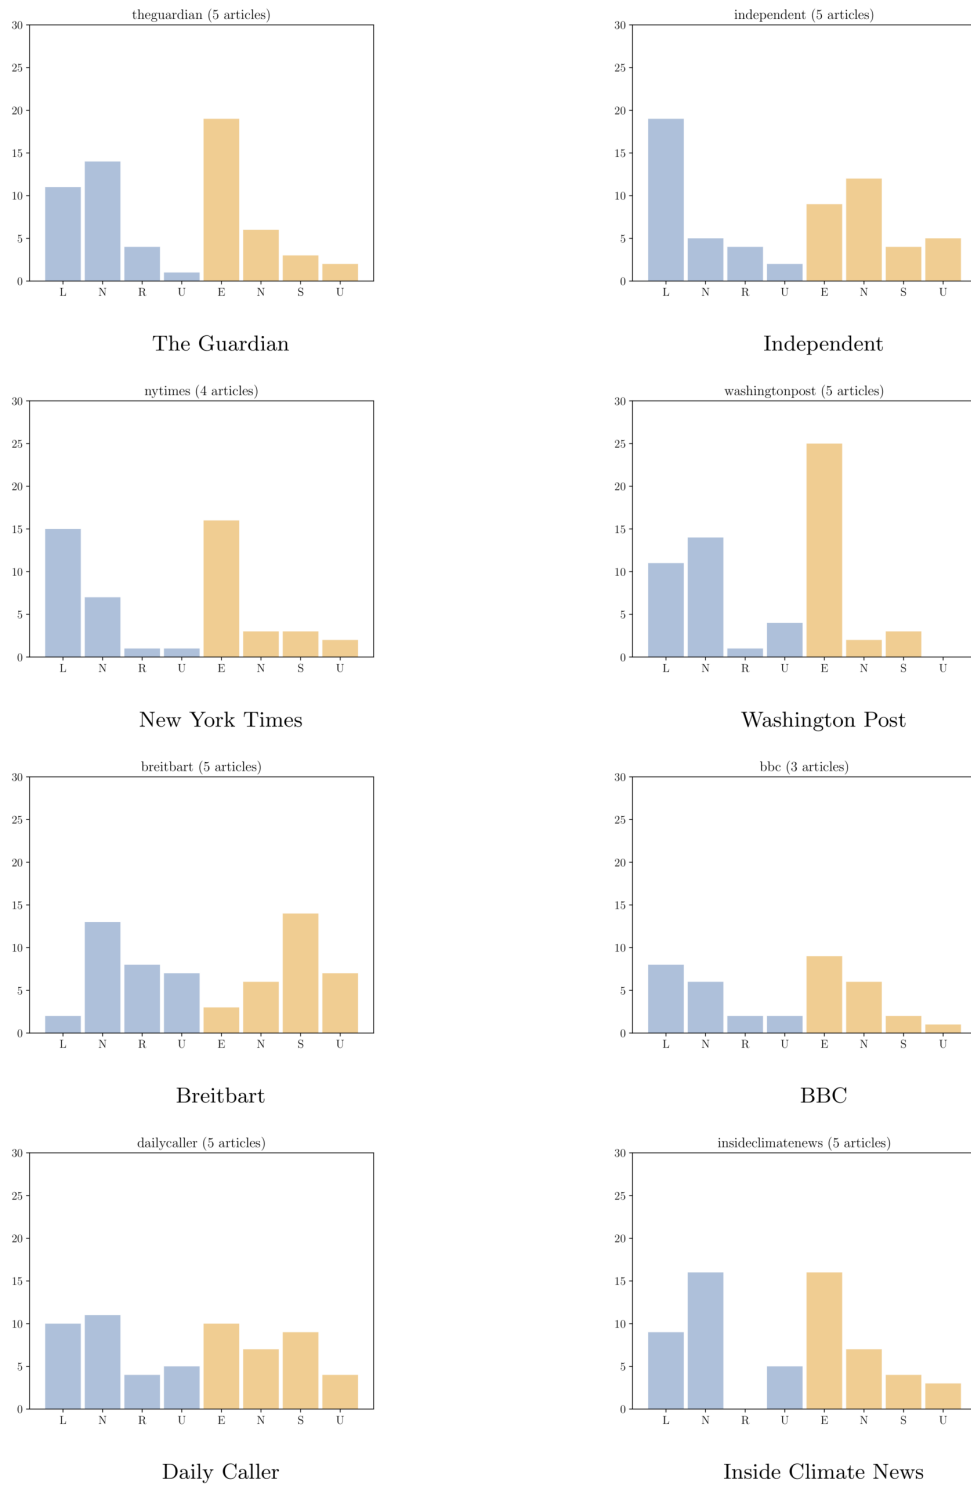 theguardian (5 articles)
30
25
20
15
10
5
0
L N R U E N S U
The Guardian
independent (5 articles)
30
25
20
15
10
5
0
L N R U E N S U
Independent
nytimes (4 articles)
30
25
20
15
10
5
0
L N R U E N S U
New York Times
washingtonpost (5 articles)
30
25
20
15
10
5
0
L N R U E N S U
Washington Post
breitbart (5 articles)
30
25
20
15
10
5
0
L N R U E N S U
Breitbart
bbc (3 articles)
30
25
20
15
10
5
0
L N R U E N S U
BBC
dailycaller (5 articles)
30
25
20
15
10
5
0
L N R U E N S U
Daily Caller
insideclimatenews (5 articles)
30
25
20
15
10
5
0
L N R U E N S U
Inside Climate News